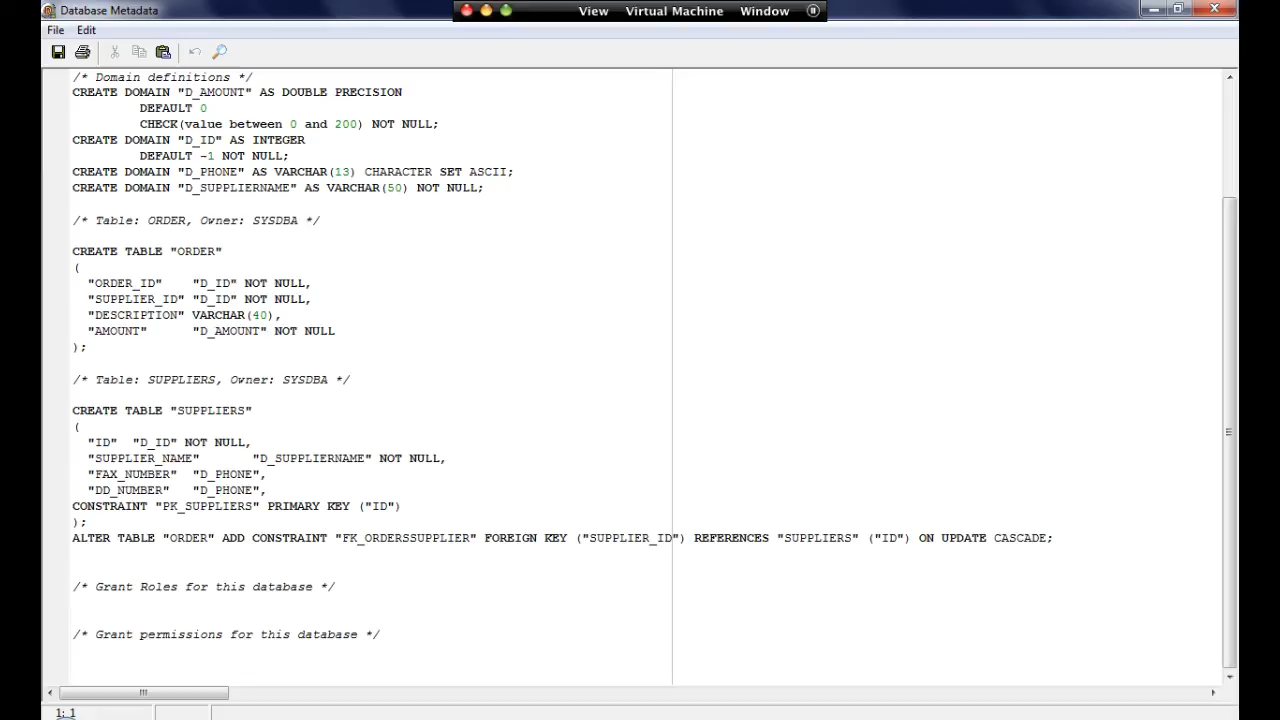 Database Metadata
View Virtual Machine Window
File Edit
/* Domain definitions */
CREATE DOMAIN "D_AMOUNT" AS DOUBLE PRECISION
DEFAULT 0
CHECK(value between 0 and 200) NOT NULL;
CREATE DOMAIN "D_ID" AS INTEGER
DEFAULT -1 NOT NULL;
CREATE DOMAIN "D_PHONE" AS VARCHAR(13) CHARACTER SET ASCII;
CREATE DOMAIN "D_SUPPLIERNAME" AS VARCHAR(50) NOT NULL;
/* Table: ORDER, Owner: SYSDBA */
CREATE TABLE "ORDER"
(
"ORDER_ID" "D_ID" NOT NULL,
"SUPPLIER_ID" "D_ID" NOT NULL,
"DESCRIPTION" VARCHAR(40),
"AMOUNT" "D_AMOUNT" NOT NULL
);
/* Table: SUPPLIERS, Owner: SYSDBA */
CREATE TABLE "SUPPLIERS"
(
"ID" "D_ID" NOT NULL,
"SUPPLIER_NAME" "D_SUPPLIERNAME" NOT NULL,
"FAX_NUMBER" "D_PHONE",
"DD_NUMBER" "D_PHONE",
CONSTRAINT "PK_SUPPLIERS" PRIMARY KEY ("ID")
);
ALTER TABLE "ORDER" ADD CONSTRAINT "FK_ORDERSSUPPLIER" FOREIGN KEY ("SUPPLIER_ID") REFERENCES "SUPPLIERS" ("ID") ON UPDATE CASCADE;
/* Grant Roles for this database */
/* Grant permissions for this database */
1: 1